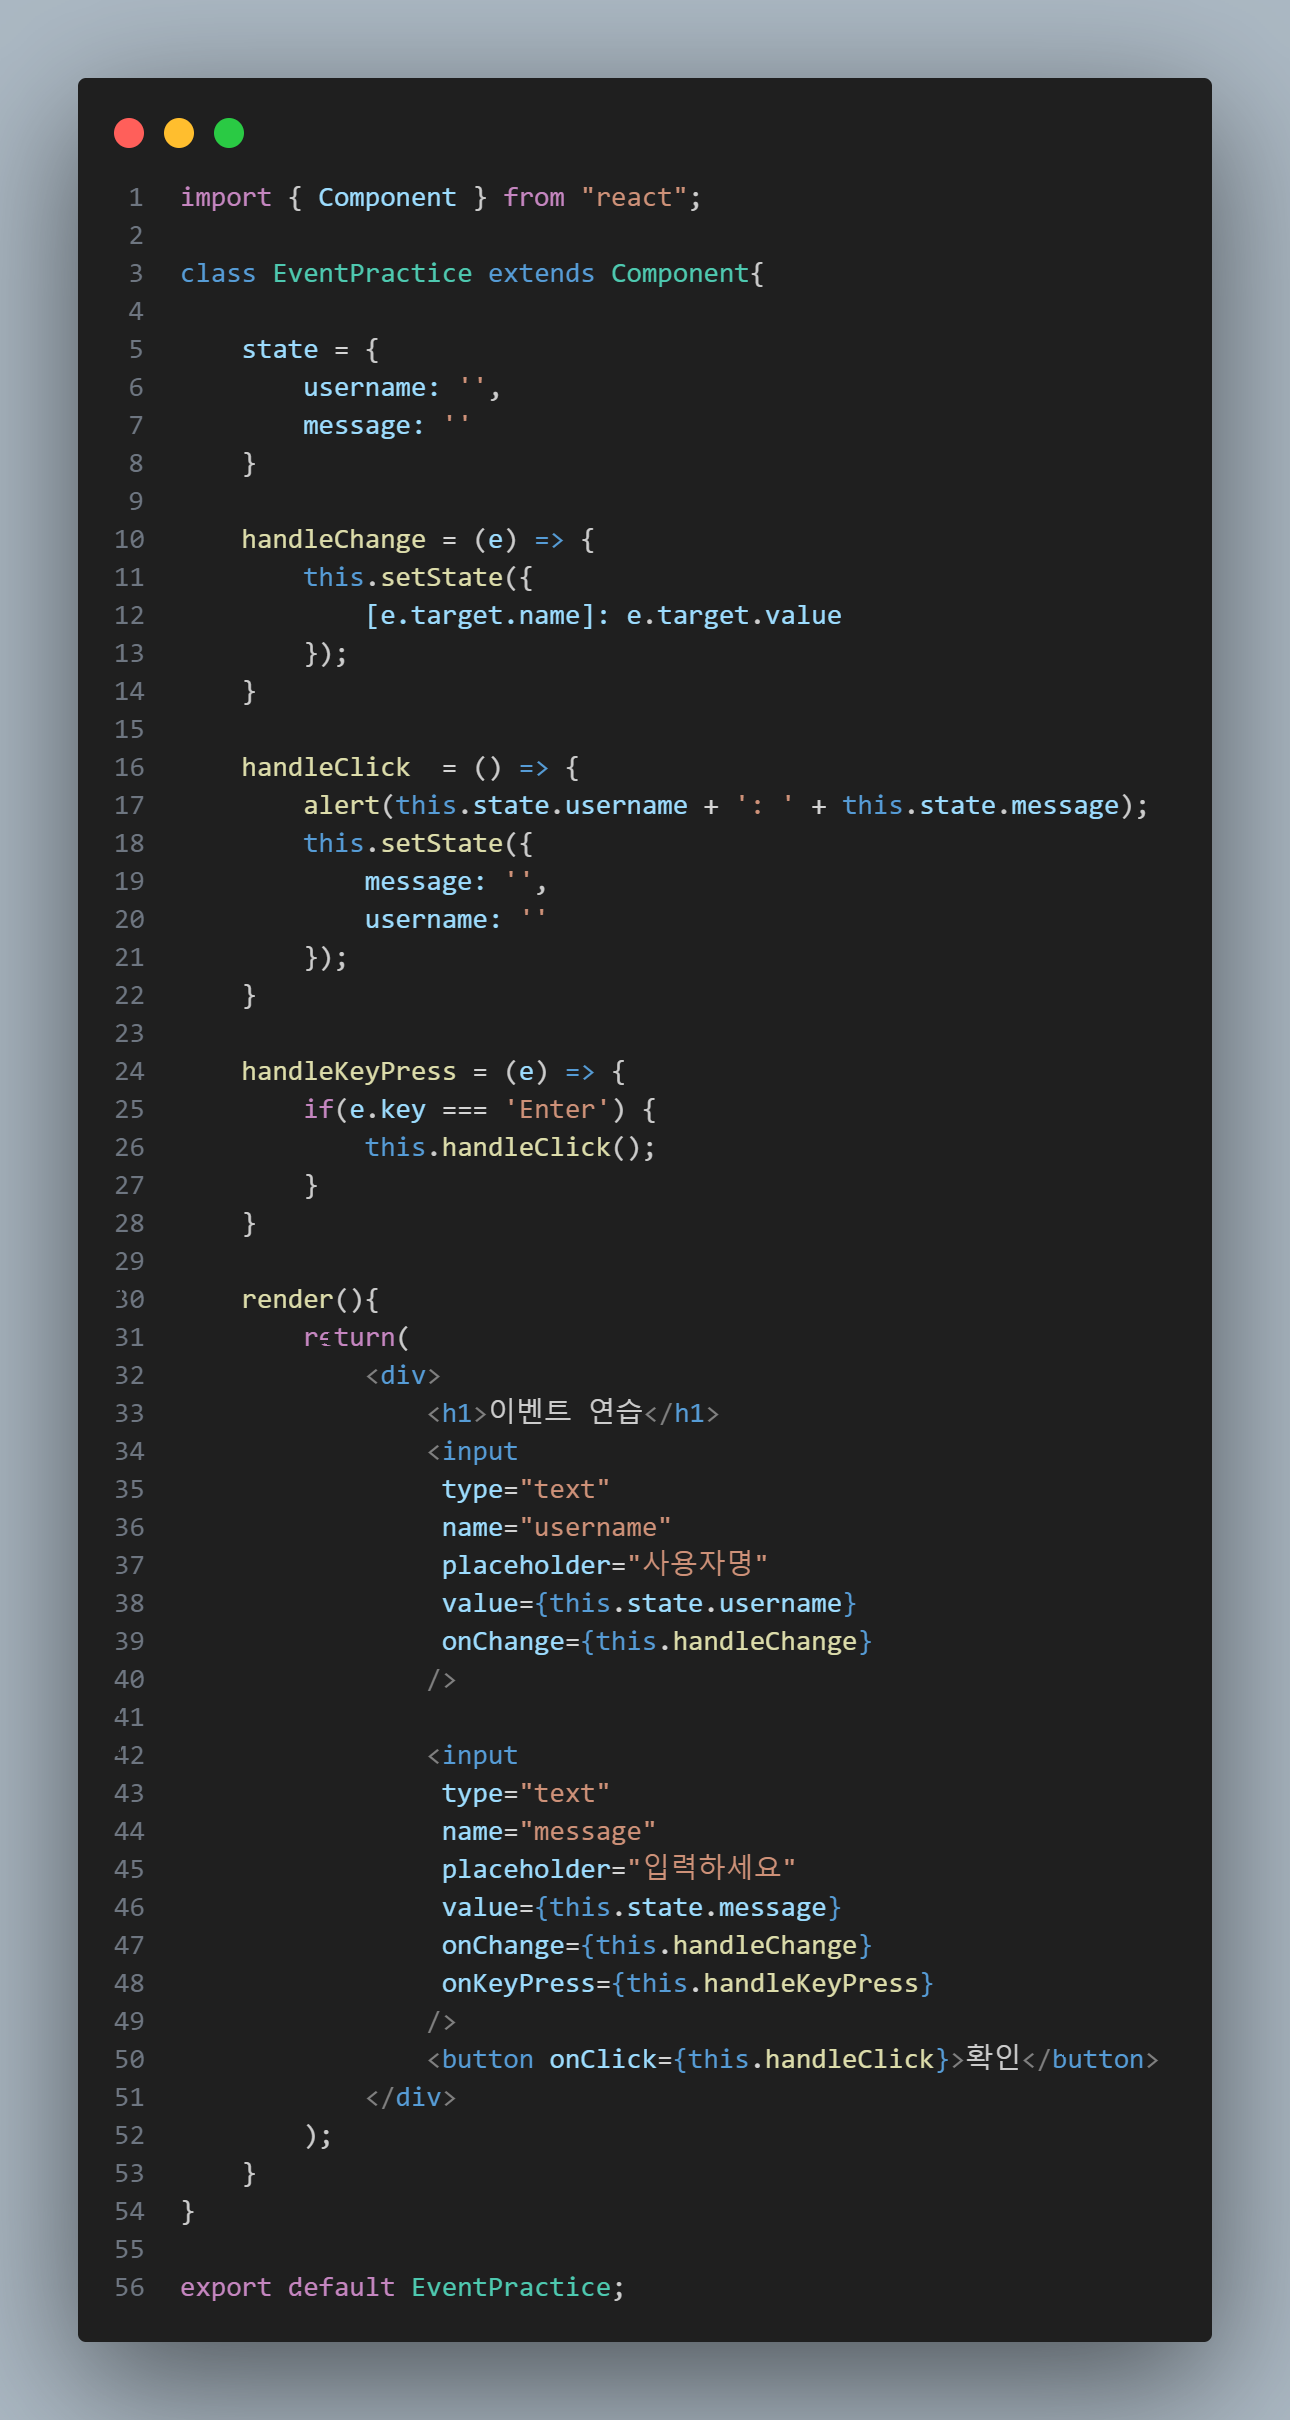 1 import { Component } from "react";
2
3 class EventPractice extends Component{
4
5     state = {
6         username: '',
7         message: ''
8     }
9
10     handleChange = (e) => {
11         this.setState({
12             [e.target.name]: e.target.value
13         });
14     }
15
16     handleClick  = () => {
17         alert(this.state.username + ': ' + this.state.message);
18         this.setState({
19             message: '',
20             username: ''
21         });
22     }
23
24     handleKeyPress = (e) => {
25         if(e.key === 'Enter') {
26             this.handleClick();
27         }
28     }
29
30     render(){
31         return(
32             <div>
33                 <h1>이벤트 연습</h1>
34                 <input
35                  type="text"
36                  name="username"
37                  placeholder="사용자명"
38                  value={this.state.username}
39                  onChange={this.handleChange}
40                 />
41
42                 <input
43                  type="text"
44                  name="message"
45                  placeholder="입력하세요"
46                  value={this.state.message}
47                  onChange={this.handleChange}
48                  onKeyPress={this.handleKeyPress}
49                 />
50                 <button onClick={this.handleClick}>확인</button>
51             </div>
52         );
53     }
54 }
55
56 export default EventPractice;